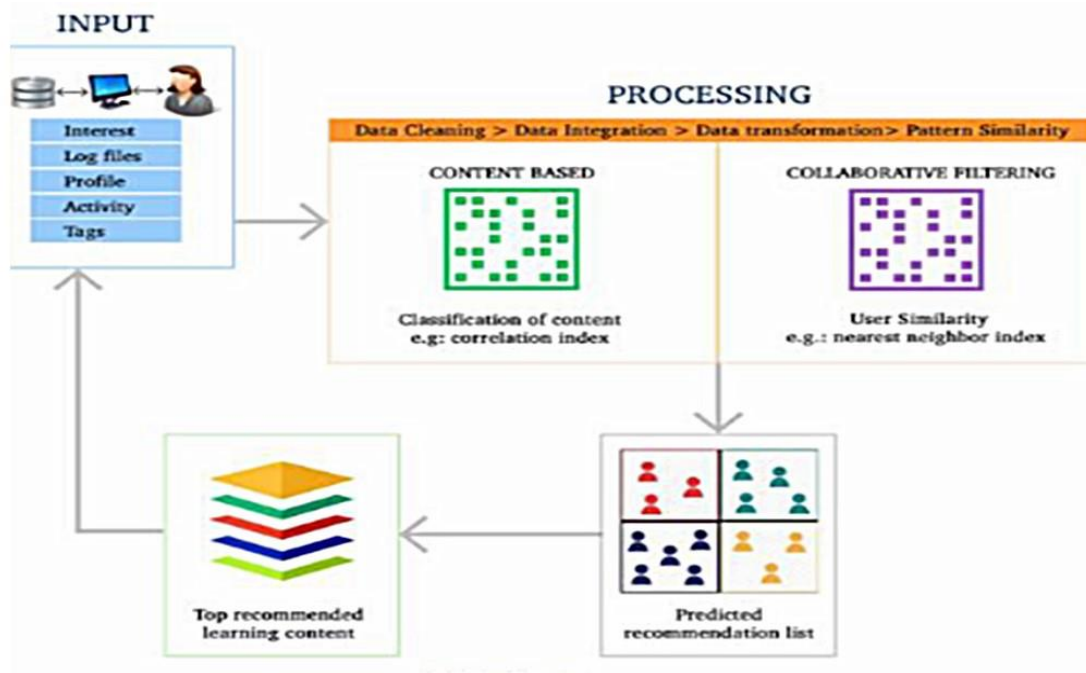 INPUT
Interest
Log files
Profile
Activity
Tags
PROCESSING
Data Cleaning > Data Integration > Data transformation> Pattern Similarity
CONTENT BASED
Classification of content
e.g: correlation index
COLLABORATIVE FILTERING
User Similarity
e.g.: nearest neighbor index
Predicted
recommendation list
Top recommended
learning content